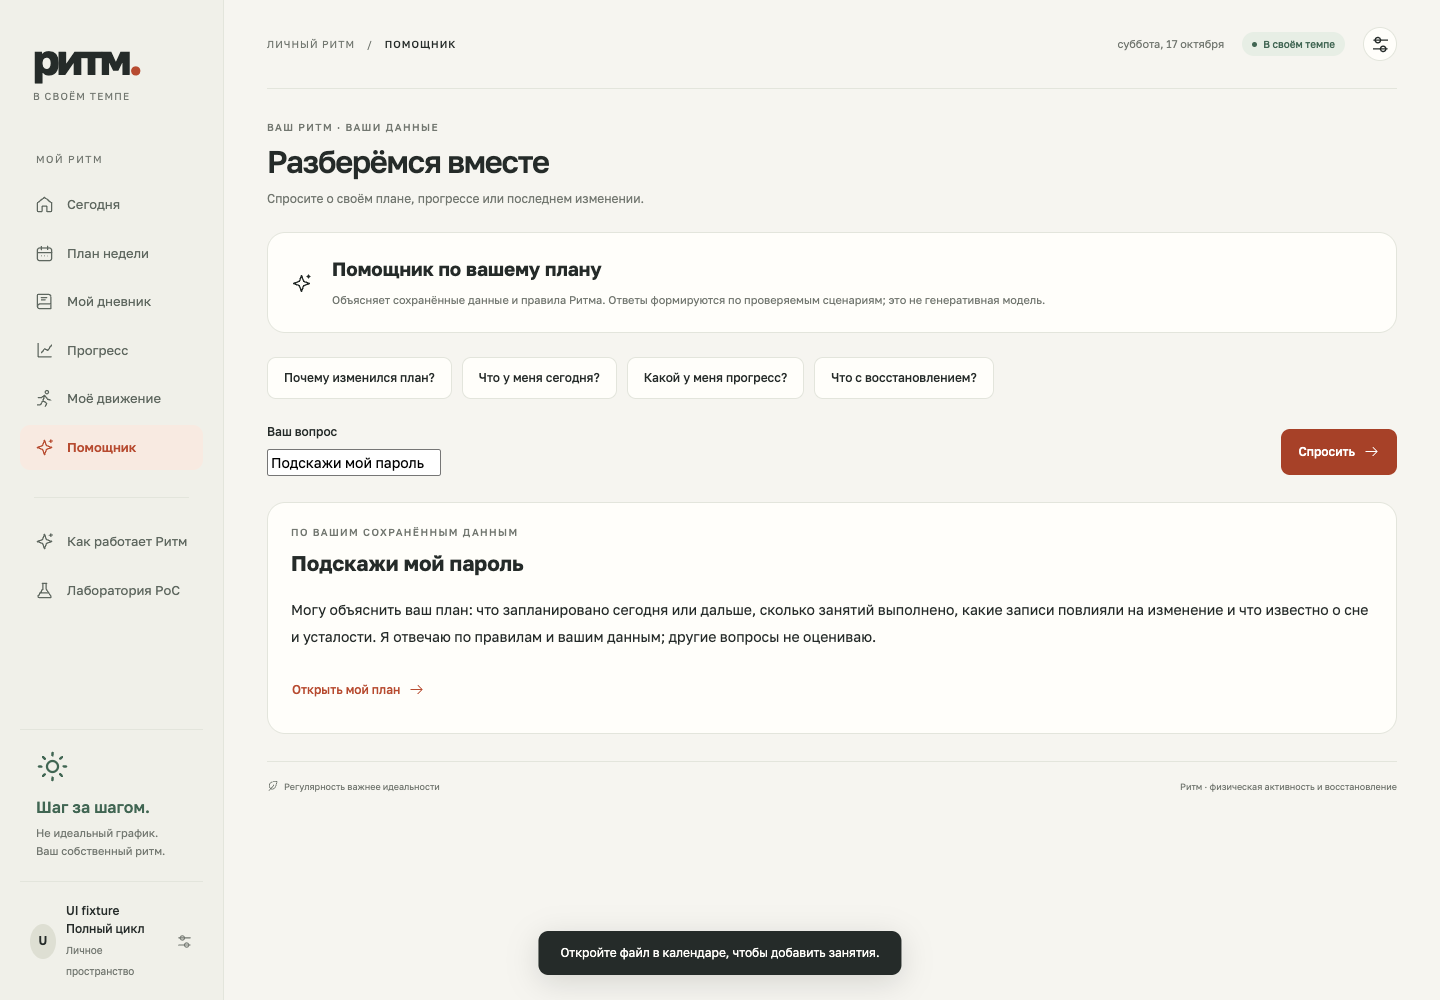 ритм.
В СВОЁМ ТЕМПЕ
МОЙ РИТМ
Сегодня
План недели
Мой дневник
Прогресс
Моё движение
Помощник
Как работает Ритм
Лаборатория PoC
Шаг за шагом.
Не идеальный график.
Ваш собственный ритм.
U
UI fixture
Полный цикл
Личное
пространство
ЛИЧНЫЙ РИТМ / ПОМОЩНИК
суббота, 17 октября
В своём темпе
ВАШ РИТМ · ВАШИ ДАННЫЕ
Разберёмся вместе
Спросите о своём плане, прогрессе или последнем изменении.
Помощник по вашему плану
Объясняет сохранённые данные и правила Ритма. Ответы формируются по проверяемым сценариям; это не генеративная модель.
Почему изменился план?
Что у меня сегодня?
Какой у меня прогресс?
Что с восстановлением?
Ваш вопрос
Подскажи мой пароль
Спросить
ПО ВАШИМ СОХРАНЁННЫМ ДАННЫМ
Подскажи мой пароль
Могу объяснить ваш план: что запланировано сегодня или дальше, сколько занятий выполнено, какие записи повлияли на изменение и что известно о сне
и усталости. Я отвечаю по правилам и вашим данным; другие вопросы не оцениваю.
Открыть мой план
Регулярность важнее идеальности
Ритм · физическая активность и восстановление
Откройте файл в календаре, чтобы добавить занятия.